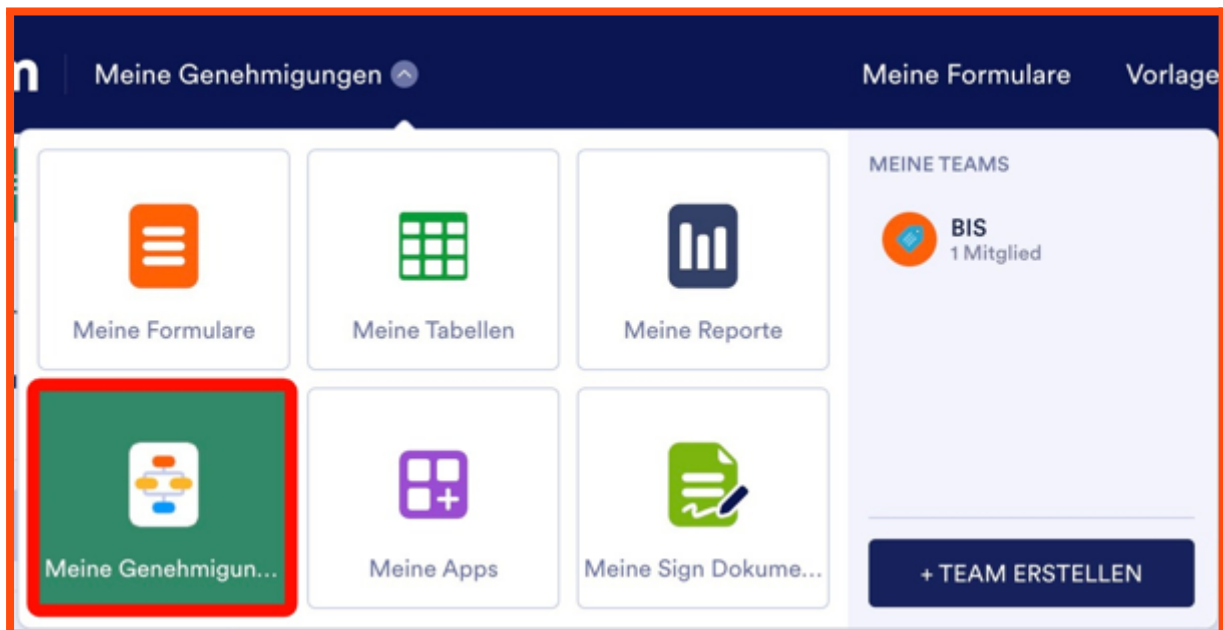 Meine Genehmigungen
Meine Formulare
Vorlage
Meine Formulare
Meine Tabellen
Meine Reporte
Meine Genehmigun...
Meine Apps
Meine Sign Dokume...
MEINE TEAMS
BIS
1 Mitglied
+ TEAM ERSTELLEN